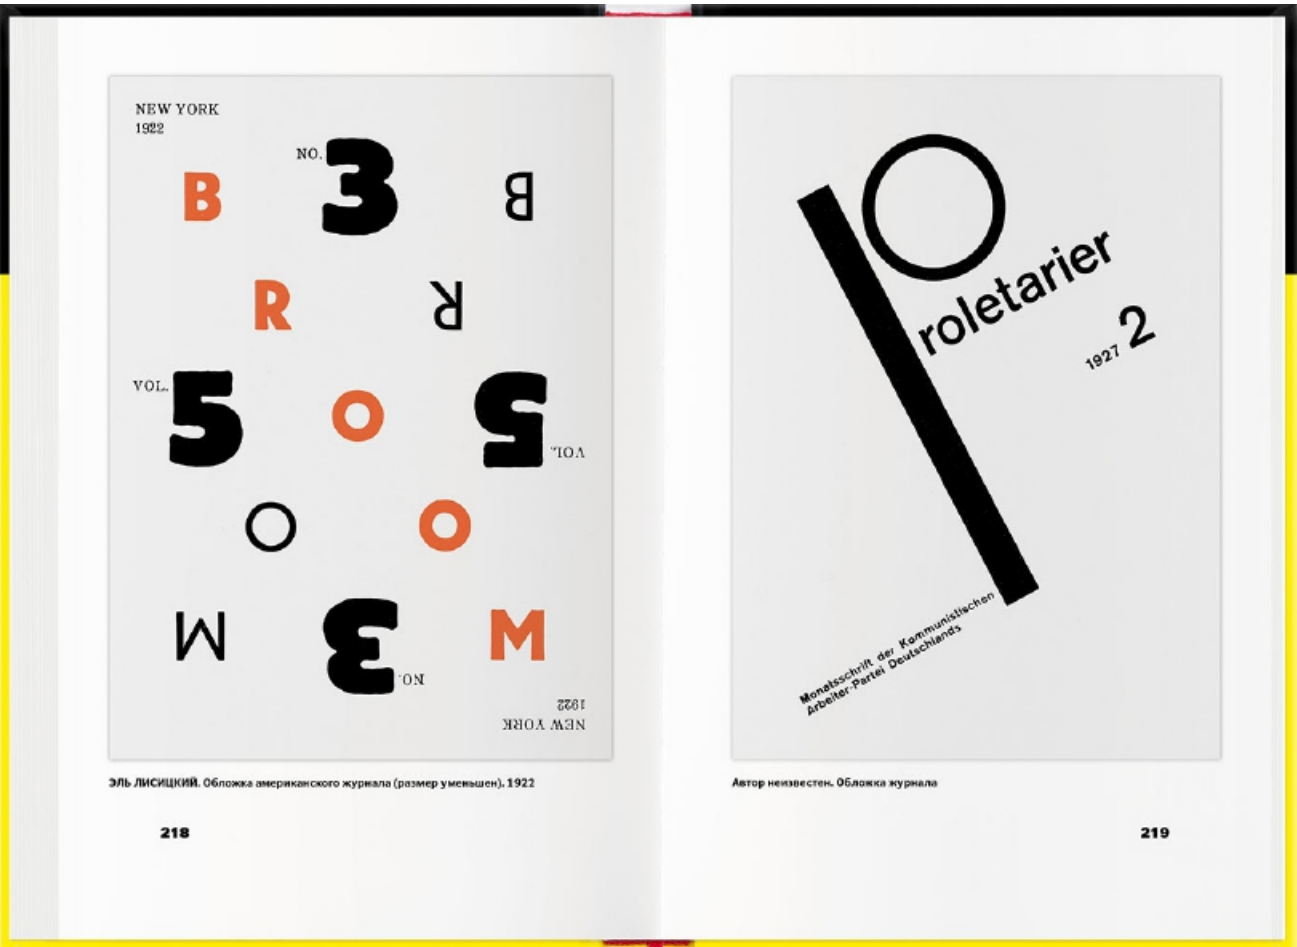 NEW YORK
1922
NO. 3
B B
R R
VOL. 5 O 5 VOL.
O O
M 3 M
NO.
1922
NEW YORK
ЭЛЬ ЛИСИЦКИЙ. Обложка американского журнала (размер уменьшен). 1922
218
Proletarier
1927 2
Monatsschrift der Kommunistischen
Arbeiter-Partei Deutschlands
Автор неизвестен. Обложка журнала
219